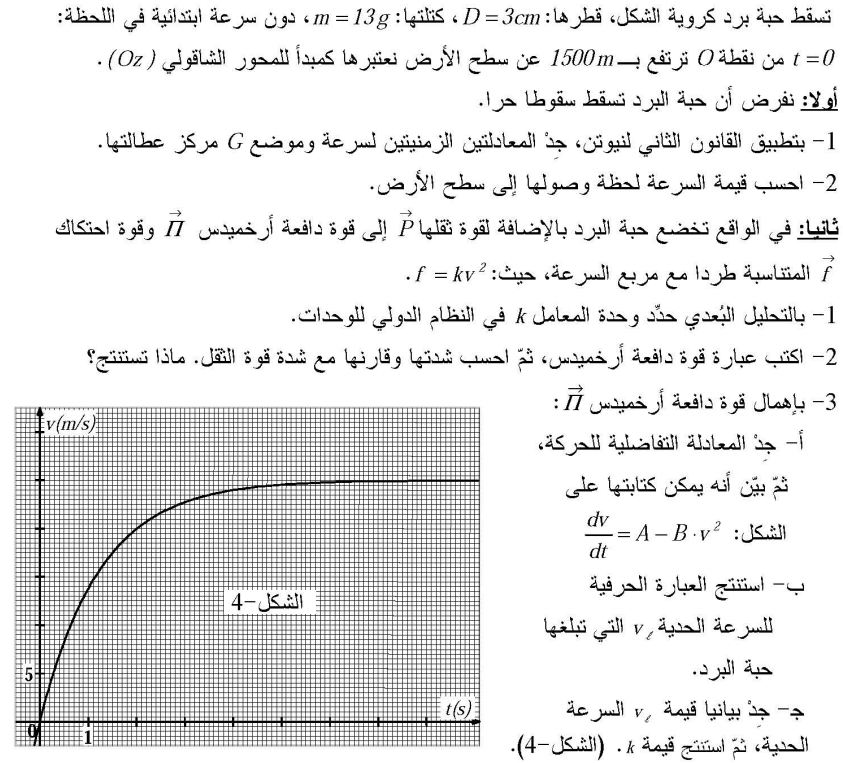 تسقط حبة برد كروية الشكل، قطرها: D = 3cm، كتلتها: m = 13 g، دون سرعة ابتدائية في اللحظة:
t = 0 من نقطة O ترتفع بــ 1500 m عن سطح الأرض نعتبرها كمبدأ للمحور الشاقولي (Oz).
أولا: نفرض أن حبة البرد تسقط سقوطا حرا.
1- بتطبيق القانون الثاني لنيوتن، جِدْ المعادلتين الزمنيتين لسرعة وموضع G مركز عطالتها.
2- احسب قيمة السرعة لحظة وصولها إلى سطح الأرض.
ثانيا: في الواقع تخضع حبة البرد بالإضافة لقوة ثقلها P⃗ إلى قوة دافعة أرخميدس Π⃗ وقوة احتكاك
f⃗ المتناسبة طردا مع مربع السرعة، حيث: f = kv².
1- بالتحليل البُعدي حدّد وحدة المعامل k في النظام الدولي للوحدات.
2- اكتب عبارة قوة دافعة أرخميدس، ثمّ احسب شدتها وقارنها مع شدة قوة الثقل. ماذا تستنتج؟
3- بإهمال قوة دافعة أرخميدس Π⃗:
أ- جِدْ المعادلة التفاضلية للحركة،
ثمّ بيّن أنه يمكن كتابتها على
الشكل: dv/dt = A − B · v²
ب- استنتج العبارة الحرفية
للسرعة الحدية vℓ التي تبلغها
حبة البرد.
جـ- جِدْ بيانيا قيمة vℓ السرعة
الحدية، ثمّ استنتج قيمة k. (الشكل-4).
v(m/s)
الشكل-4
5
t(s)
0
1